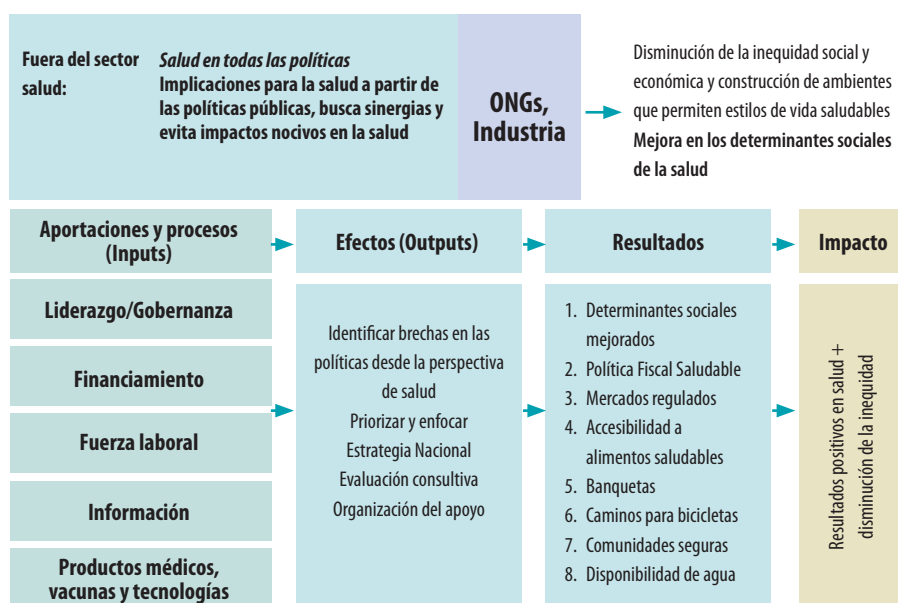 Fuera del sector
salud:
Salud en todas las políticas
Implicaciones para la salud a partir de
las políticas públicas, busca sinergias y
evita impactos nocivos en la salud
ONGs,
Industria
Disminución de la inequidad social y
económica y construcción de ambientes
que permiten estilos de vida saludables
Mejora en los determinantes sociales
de la salud
Aportaciones y procesos
(Inputs)
Efectos (Outputs)
Resultados
Impacto
Liderazgo/Gobernanza
Financiamiento
Fuerza laboral
Información
Productos médicos,
vacunas y tecnologías
Identificar brechas en las
políticas desde la perspectiva
de salud
Priorizar y enfocar
Estrategia Nacional
Evaluación consultiva
Organización del apoyo
1. Determinantes sociales
mejorados
2. Política Fiscal Saludable
3. Mercados regulados
4. Accesibilidad a
alimentos saludables
5. Banquetas
6. Caminos para bicicletas
7. Comunidades seguras
8. Disponibilidad de agua
Resultados positivos en salud +
disminución de la inequidad